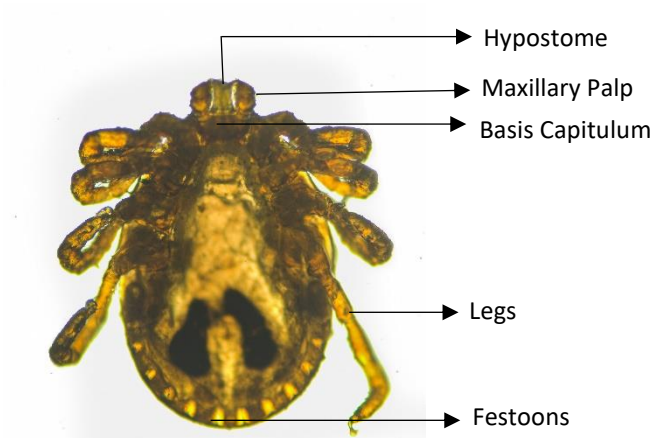 Hypostome
Maxillary Palp
Basis Capitulum
Legs
Festoons